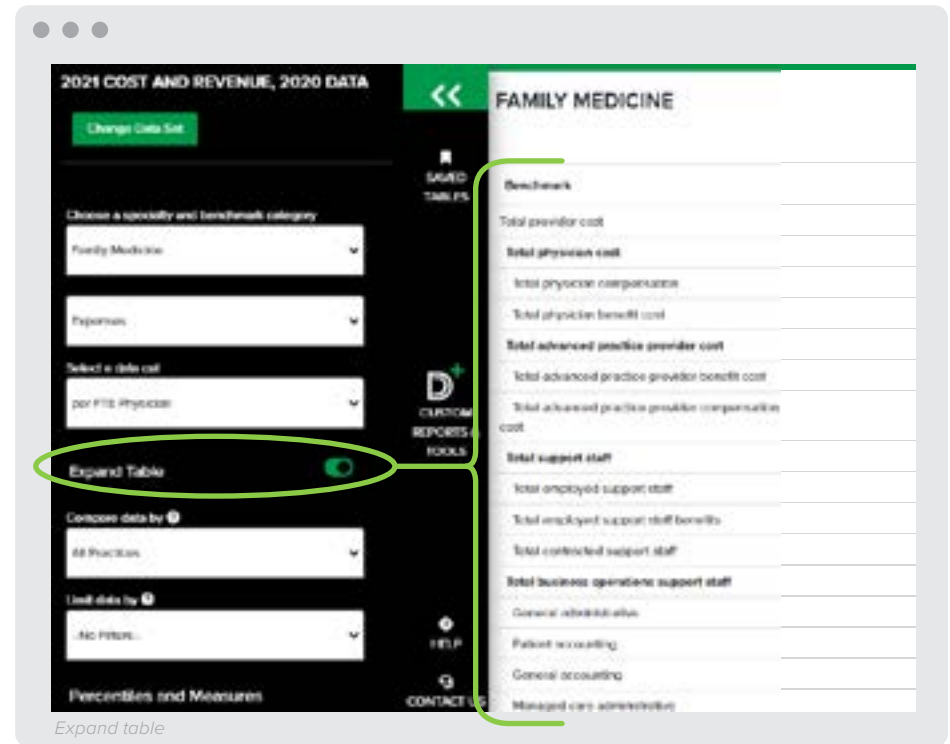 2021 COST AND REVENUE, 2020 DATA
Change Data Set
Choose a specialty and benchmark category
Family Medicine
Expenses
Select a data cut
per FTE Physician
Expand Table
Compare data by
All Practices
Limit data by
-No Filters-
Percentiles and Measures
SAVED
TABLES
D+
CUSTOM
REPORTS &
TOOLS
HELP
CONTACT US
FAMILY MEDICINE
Benchmark
Total provider cost
Total physician cost
Total physician compensation
Total physician benefit cost
Total advanced practice provider cost
Total advanced practice provider benefit cost
Total advanced practice provider compensation
cost
Total support staff
Total employed support staff
Total employed support staff benefits
Total contracted support staff
Total business operations support staff
General administrative
Patient accounting
General accounting
Managed care administrative
Expand table